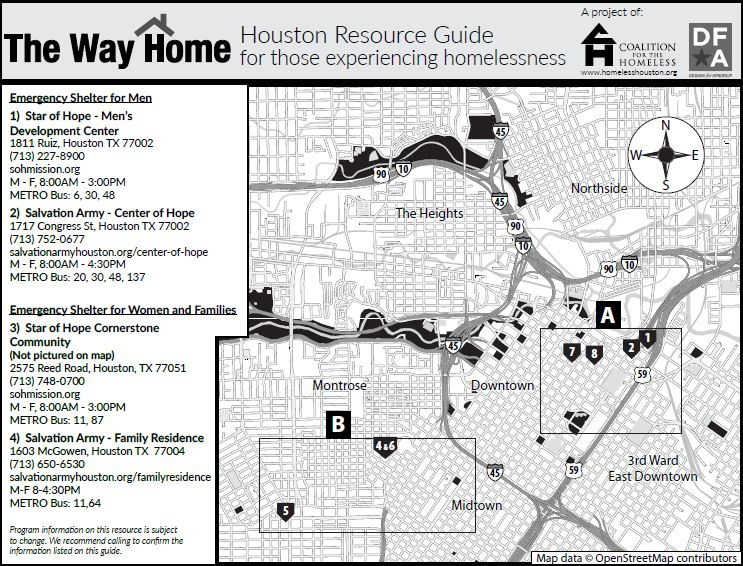 The Way Home
Houston Resource Guide
for those experiencing homelessness
A project of:
COALITION
FOR THE
HOMELESS
www.homelesshouston.org
DF
A
DESIGN for AMERICA
Emergency Shelter for Men
1) Star of Hope - Men's
Development Center
1811 Ruiz, Houston TX 77002
(713) 227-8900
sohmission.org
M - F, 8:00AM - 3:00PM
METRO Bus: 6, 30, 48
2) Salvation Army - Center of Hope
1717 Congress St, Houston TX 77002
(713) 752-0677
salvationarmyhouston.org/center-of-hope
M - F, 8:00AM - 4:30PM
METRO Bus: 20, 30, 48, 137
Emergency Shelter for Women and Families
3) Star of Hope Cornerstone
Community
(Not pictured on map)
2575 Reed Road, Houston, TX 77051
(713) 748-0700
sohmission.org
M - F, 8:00AM - 3:00PM
METRO Bus: 11, 87
4) Salvation Army - Family Residence
1603 McGowen, Houston TX 77004
(713) 650-6530
salvationarmyhouston.org/familyresidence
M-F 8-4:30PM
METRO Bus: 11,64
Program information on this resource is subject
to change. We recommend calling to confirm the
information listed on this guide.
45
N
W E
S
90 10
Northside
45
The Heights
90
10
90 10
A
45
1
7 8 2
59
Montrose
Downtown
B
4&6
3rd Ward
East Downtown
45
59
5
Midtown
Map data © OpenStreetMap contributors